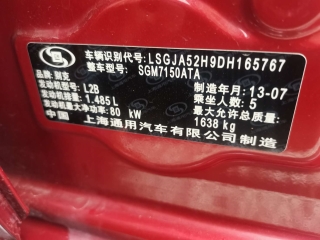 车辆识别代号：LSGJA52H9DH165767
整车型号：SGM7150ATA
品牌：别克 制造年月：13-07
发动机型号：L2B 乘坐人数：5
发动机排量：1.485L 最大允许总质量：
发动机最大净功率：80 kW 1638 kg
中国 上海通用汽车有限公司制造